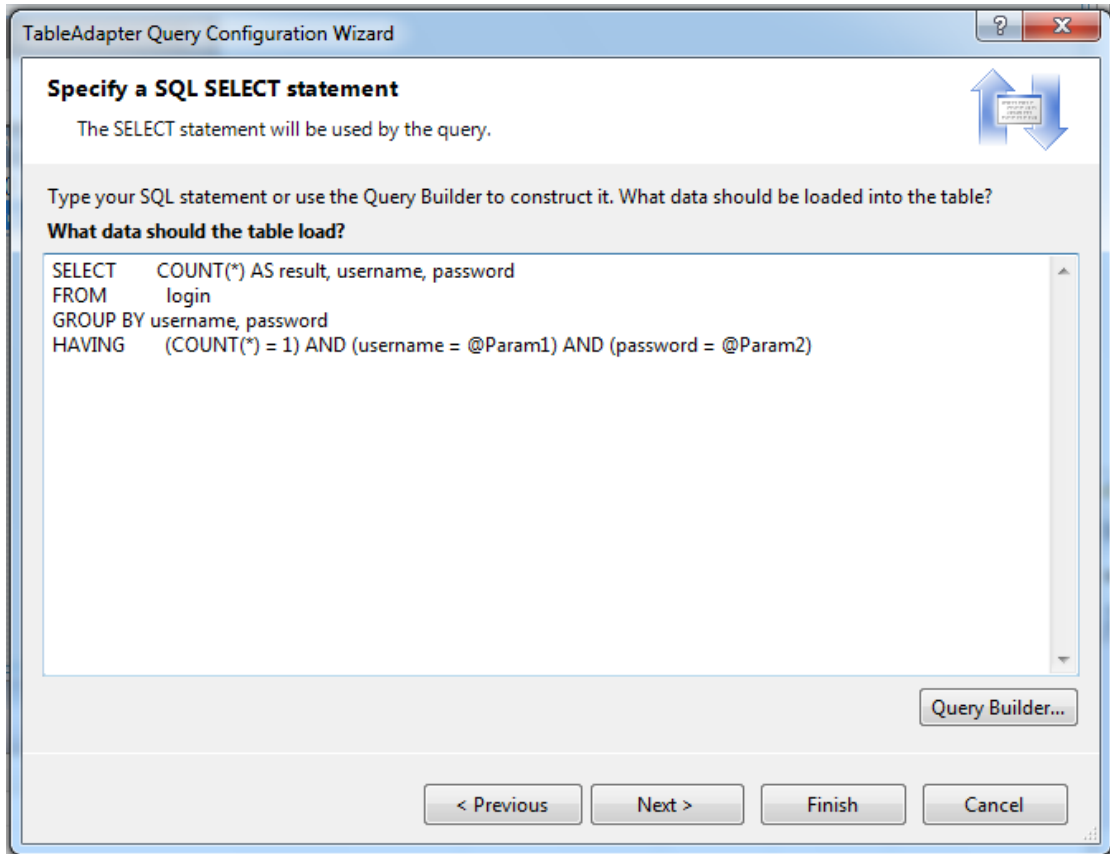 TableAdapter Query Configuration Wizard
Specify a SQL SELECT statement
The SELECT statement will be used by the query.
Type your SQL statement or use the Query Builder to construct it. What data should be loaded into the table?
What data should the table load?
SELECT COUNT(*) AS result, username, password
FROM login
GROUP BY username, password
HAVING (COUNT(*) = 1) AND (username = @Param1) AND (password = @Param2)
Query Builder...
< Previous Next > Finish Cancel